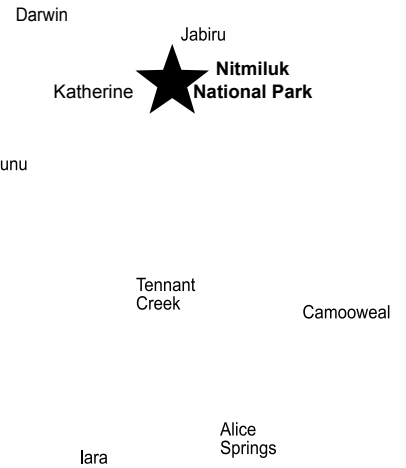 Darwin
Jabiru
Nitmiluk
National Park
Katherine
unu
Tennant
Creek
Camooweal
Alice
Springs
lara